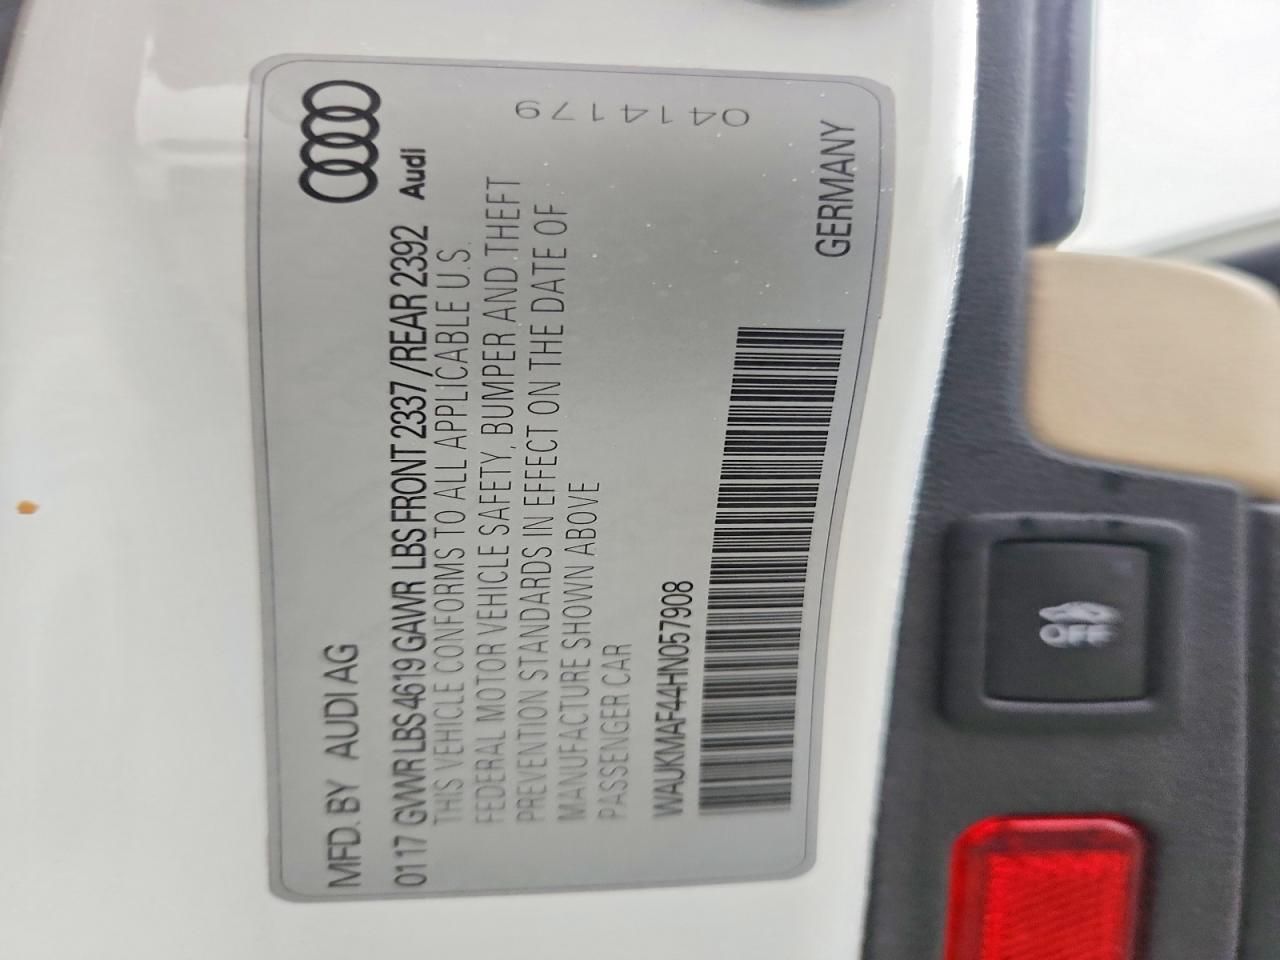 MFD. BY AUDI AG
0117 GVWR LBS 4619 GAWR LBS FRONT 2337 /REAR 2392 Audi
THIS VEHICLE CONFORMS TO ALL APPLICABLE U.S.
FEDERAL MOTOR VEHICLE SAFETY, BUMPER AND THEFT
PREVENTION STANDARDS IN EFFECT ON THE DATE OF
MANUFACTURE SHOWN ABOVE
PASSENGER CAR
WAUKMAF44HN057908
GERMANY
0414179
OFF